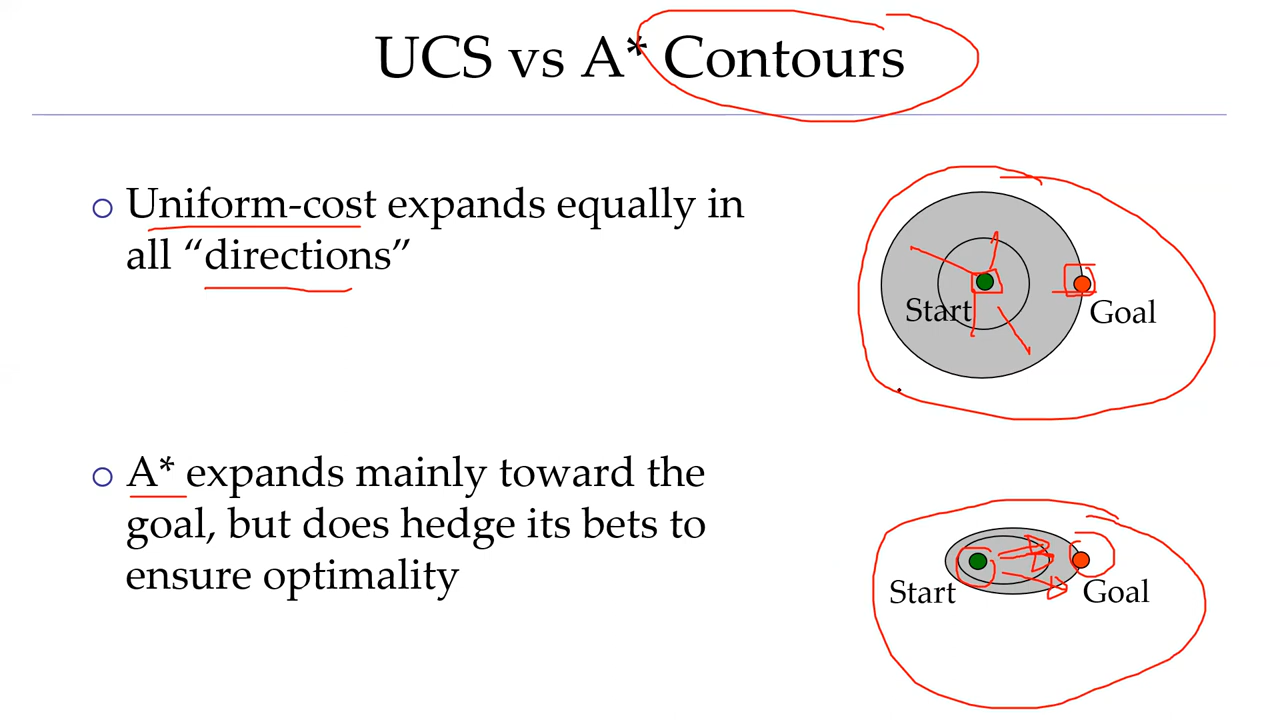 UCS vs A* Contours
Uniform-cost expands equally in
all “directions”
Start
Goal
A* expands mainly toward the
goal, but does hedge its bets to
ensure optimality
Start
Goal